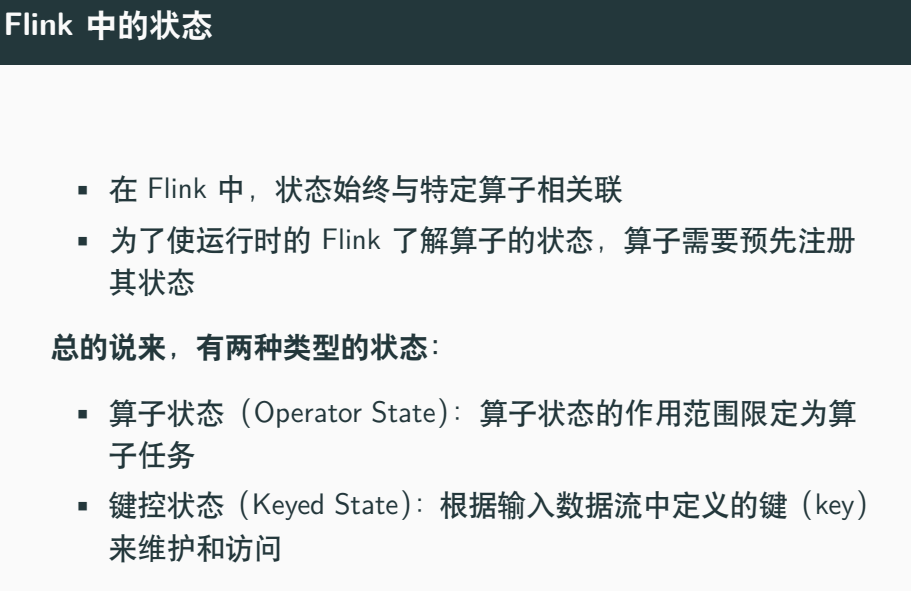 Flink 中的状态
▪ 在 Flink 中，状态始终与特定算子相关联
▪ 为了使运行时的 Flink 了解算子的状态，算子需要预先注册
其状态
总的说来，有两种类型的状态：
▪ 算子状态（Operator State）：算子状态的作用范围限定为算
子任务
▪ 键控状态（Keyed State）：根据输入数据流中定义的键（key）
来维护和访问